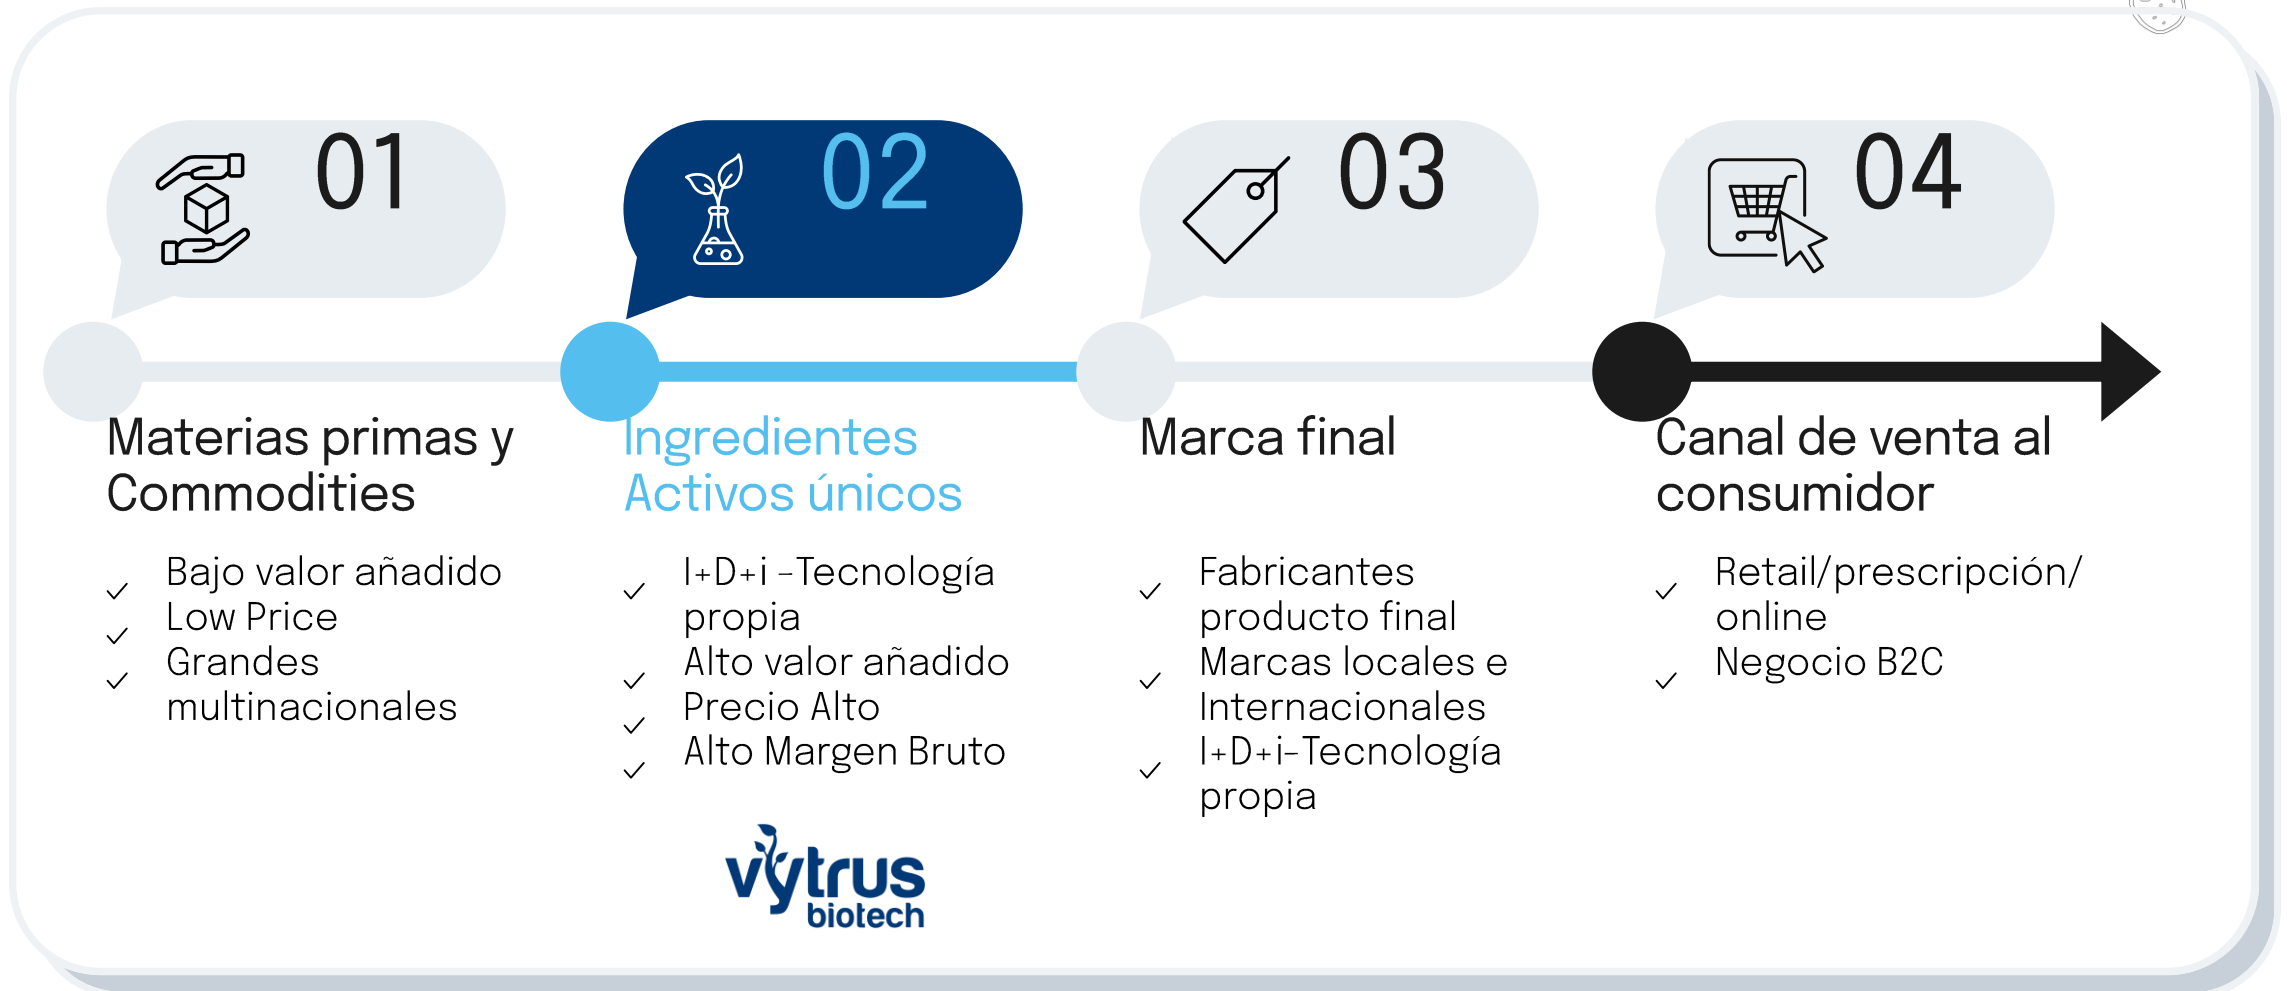 01
Materias primas y
Commodities
Bajo valor añadido
Low Price
Grandes
multinacionales
02
Ingredientes
Activos únicos
I+D+i -Tecnología
propia
Alto valor añadido
Precio Alto
Alto Margen Bruto
vytrus
biotech
03
Marca final
Fabricantes
producto final
Marcas locales e
Internacionales
I+D+i-Tecnología
propia
04
Canal de venta al
consumidor
Retail/prescripción/
online
Negocio B2C